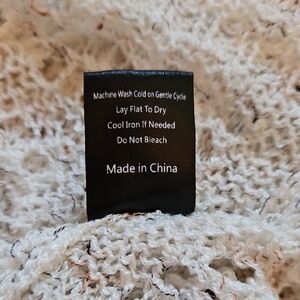 Machine Wash Cold on Gentle Cycle
Lay Flat To Dry
Cool Iron If Needed
Do Not Bleach
Made in China